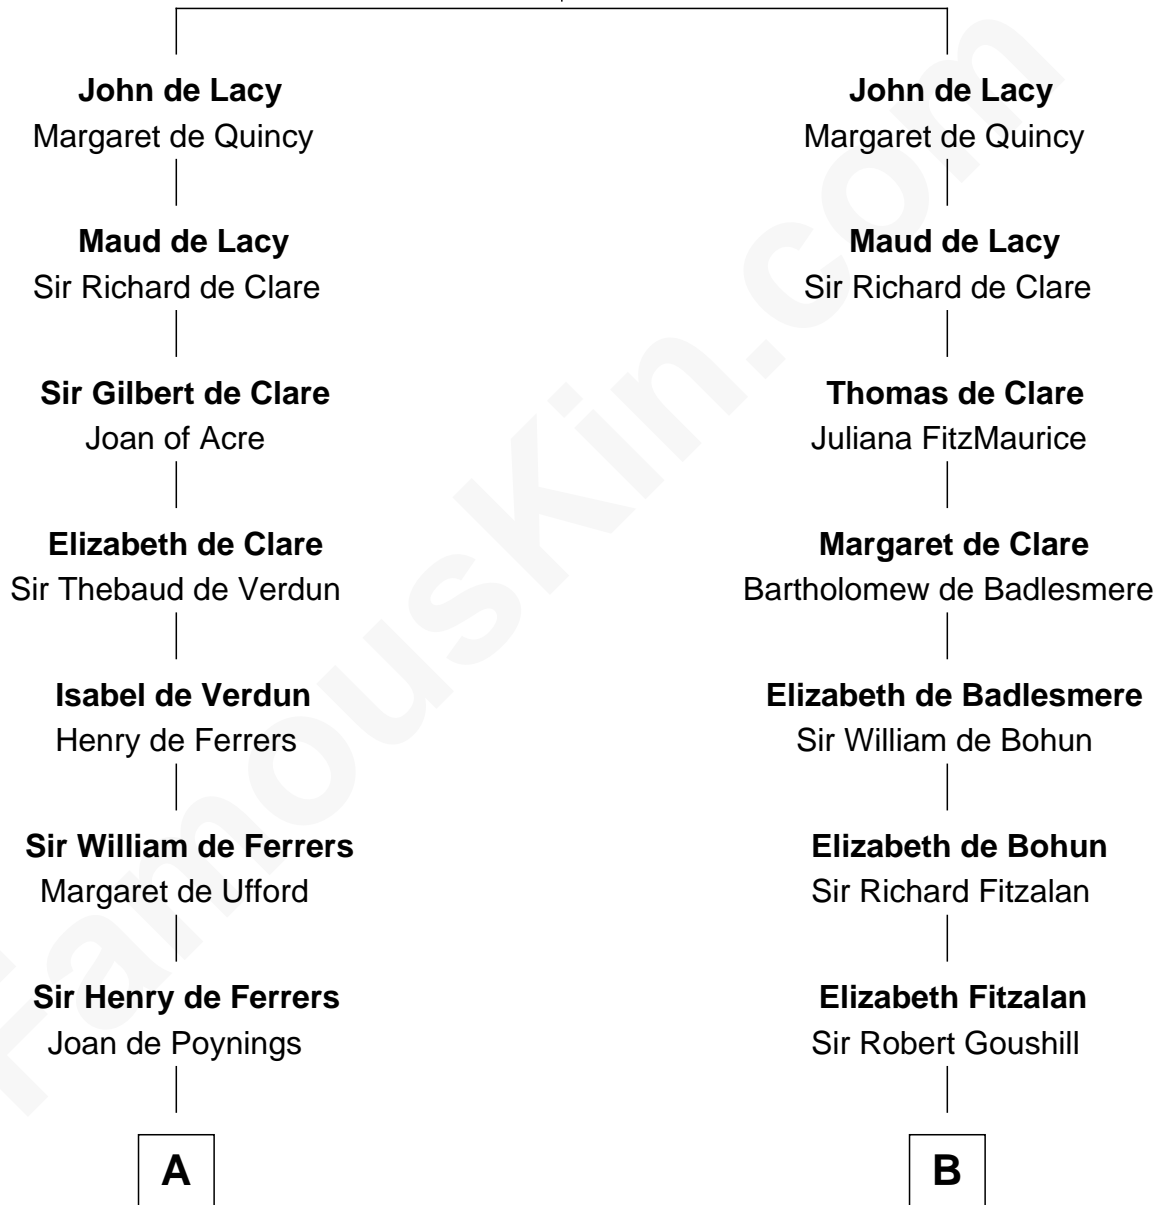 John de Lacy
Margaret de Quincy
Maud de Lacy
Sir Richard de Clare
Sir Gilbert de Clare
Joan of Acre
Elizabeth de Clare
Sir Thebaud de Verdun
Isabel de Verdun
Henry de Ferrers
Sir William de Ferrers
Margaret de Ufford
Sir Henry de Ferrers
Joan de Poynings
A
John de Lacy
Margaret de Quincy
Maud de Lacy
Sir Richard de Clare
Thomas de Clare
Juliana FitzMaurice
Margaret de Clare
Bartholomew de Badlesmere
Elizabeth de Badlesmere
Sir William de Bohun
Elizabeth de Bohun
Sir Richard Fitzalan
Elizabeth Fitzalan
Sir Robert Goushill
B
FamousKin.com